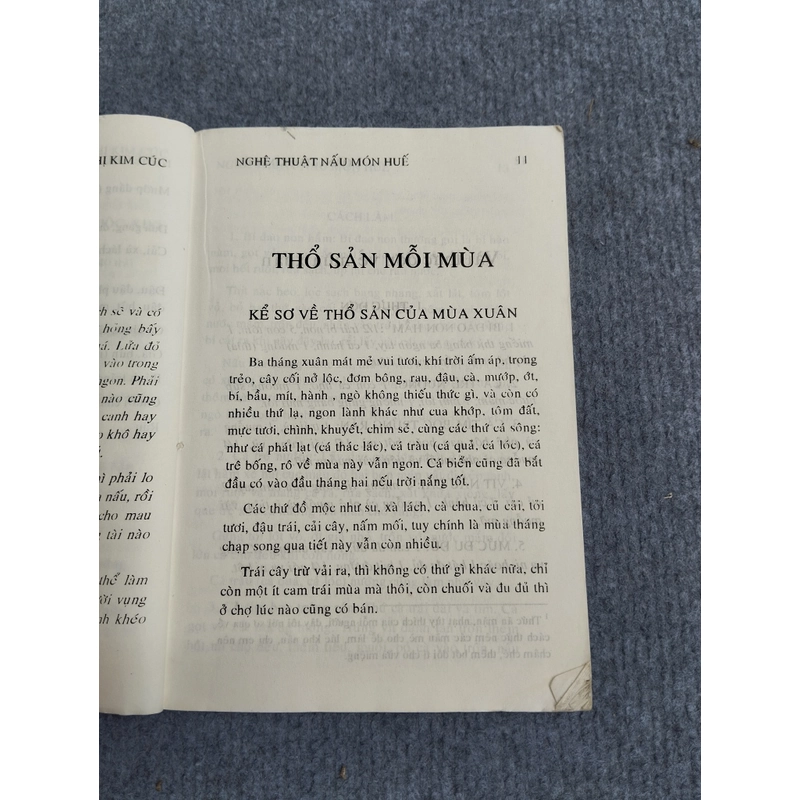 HỊ KIM CÚC
ch sẻ và có
hỏng bấy
á. Lửa đỏ
vào trong
ngon. Phải
nào cũng
canh hay
o khô hay
ì phải lo
nấu, rồi
cho mau
tài nào
thể làm
ười vụng
nh khéo
NGHỆ THUẬT NẤU MÓN HUẾ 11
THỔ SẢN MỖI MÙA
KỂ SƠ VỀ THỔ SẢN CỦA MÙA XUÂN
Ba tháng xuân mát mẻ vui tươi, khí trời ấm áp, trong
trẻo, cây cối nở lộc, đơm bông, rau, đậu, cà, mướp, ớt,
bí, bầu, mít, hành , ngò không thiếu thức gì, và còn có
nhiều thứ lạ, ngon lành khác như cua khớp, tôm đất,
mực tươi, chình, khuyết, chim sẻ, cùng các thứ cá sông:
như cá phát lạt (cá thác lác), cá tràu (cá quả, cá lóc), cá
trê bống, rô về mùa này vẫn ngon. Cá biển cũng đã bắt
đầu có vào đầu tháng hai nếu trời nắng tốt.
Các thứ đồ mộc như su, xà lách, cà chua, củ cải, tỏi
tươi, đậu trái, cải cây, nấm mối, tuy chính là mùa tháng
chạp song qua tiết này vẫn còn nhiều.
Trái cây trừ vải ra, thì không có thứ gì khác nữa, chỉ
còn một ít cam trái mùa mà thôi, còn chuối và đu đủ thì
ở chợ lúc nào cũng có bán.